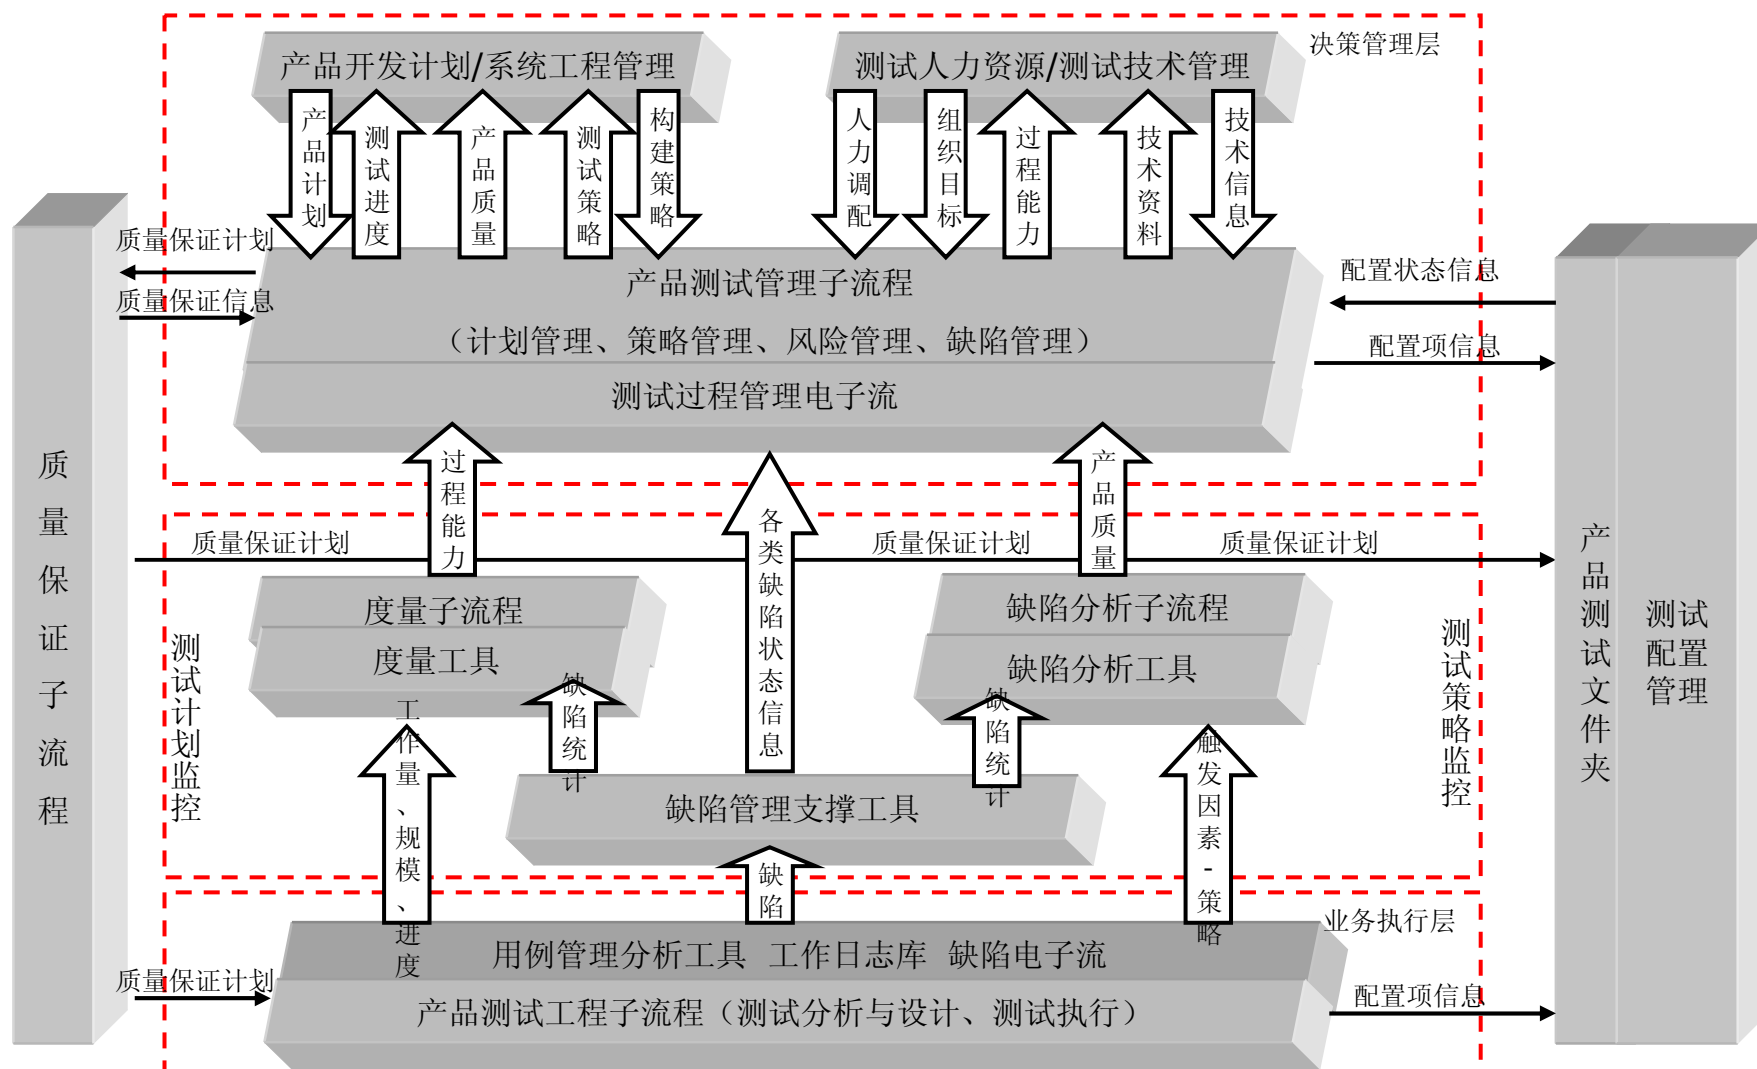 决策管理层
产品开发计划/系统工程管理
测试人力资源/测试技术管理
产品计划
测试进度
产品质量
测试策略
构建策略
人力调配
组织目标
过程能力
技术资料
技术信息
质量保证计划
质量保证信息
产品测试管理子流程
（计划管理、策略管理、风险管理、缺陷管理）
测试过程管理电子流
配置状态信息
配置项信息
质量保证子流程
过程能力
各类缺陷状态信息
产品质量
质量保证计划
质量保证计划
质量保证计划
度量子流程
度量工具
缺陷分析子流程
缺陷分析工具
测试计划监控
测试策略监控
产品测试文件夹
测试
配置
管理
工作量、规模、进度
缺陷统计
缺陷统计
触发因素-策略
缺陷管理支撑工具
缺陷
业务执行层
用例管理分析工具 工作日志库 缺陷电子流
产品测试工程子流程（测试分析与设计、测试执行）
质量保证计划
配置项信息